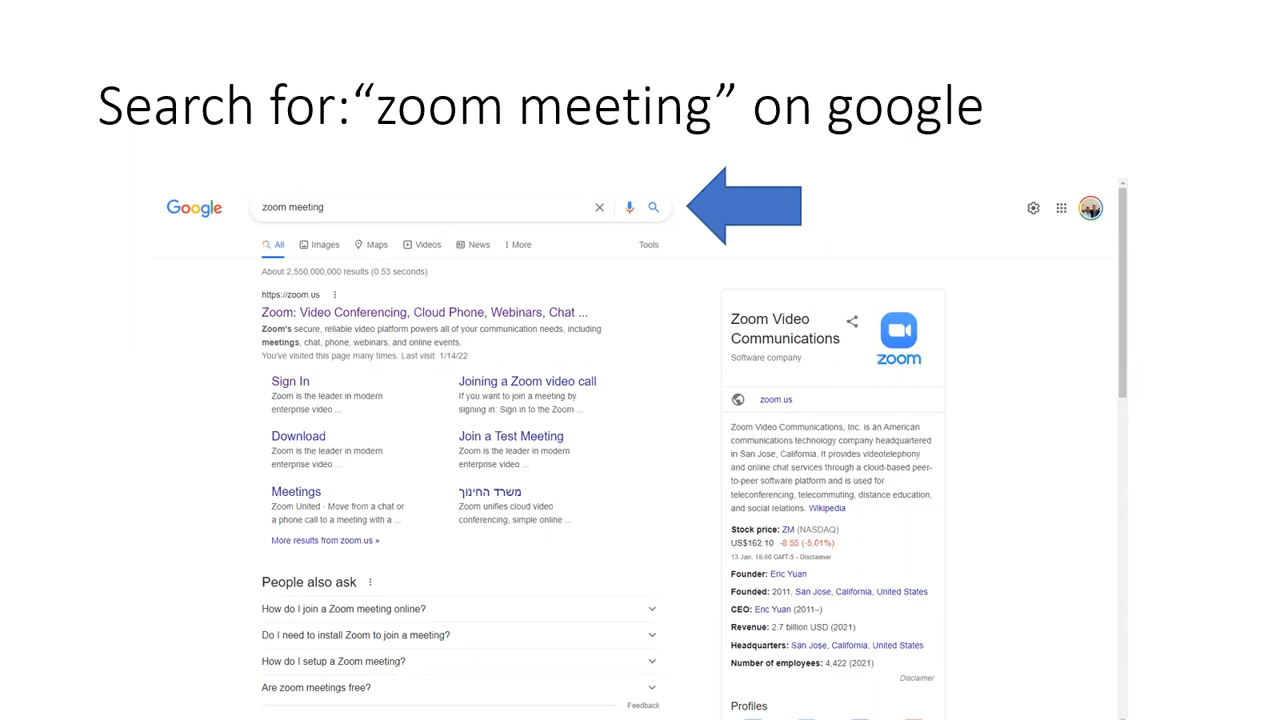 Search for:“zoom meeting” on google
Google
zoom meeting
All Images Maps Videos News More Tools
About 2,550,000,000 results (0.53 seconds)
https://zoom.us
Zoom: Video Conferencing, Cloud Phone, Webinars, Chat ...
Zoom's secure, reliable video platform powers all of your communication needs, including
meetings, chat, phone, webinars, and online events.
You've visited this page many times. Last visit: 1/14/22
Sign In
Zoom is the leader in modern
enterprise video ...
Joining a Zoom video call
If you want to join a meeting by
signing in: Sign in to the Zoom ...
Download
Zoom is the leader in modern
enterprise video ...
Join a Test Meeting
Zoom is the leader in modern
enterprise video ...
Meetings
Zoom United · Move from a chat or
a phone call to a meeting with a ...
משרד החינוך
Zoom unifies cloud video
conferencing, simple online ...
More results from zoom.us »
People also ask
How do I join a Zoom meeting online?
Do I need to install Zoom to join a meeting?
How do I setup a Zoom meeting?
Are zoom meetings free?
Feedback
Zoom Video
Communications
Software company
zoom
zoom.us
Zoom Video Communications, Inc. is an American
communications technology company headquartered
in San Jose, California. It provides videotelephony
and online chat services through a cloud-based peer-
to-peer software platform and is used for
teleconferencing, telecommuting, distance education,
and social relations. Wikipedia
Stock price: ZM (NASDAQ)
US$162.10 -8.55 (-5.01%)
13 Jan, 16:00 GMT-5 - Disclaimer
Founder: Eric Yuan
Founded: 2011, San Jose, California, United States
CEO: Eric Yuan (2011–)
Revenue: 2.7 billion USD (2021)
Headquarters: San Jose, California, United States
Number of employees: 4,422 (2021)
Disclaimer
Profiles